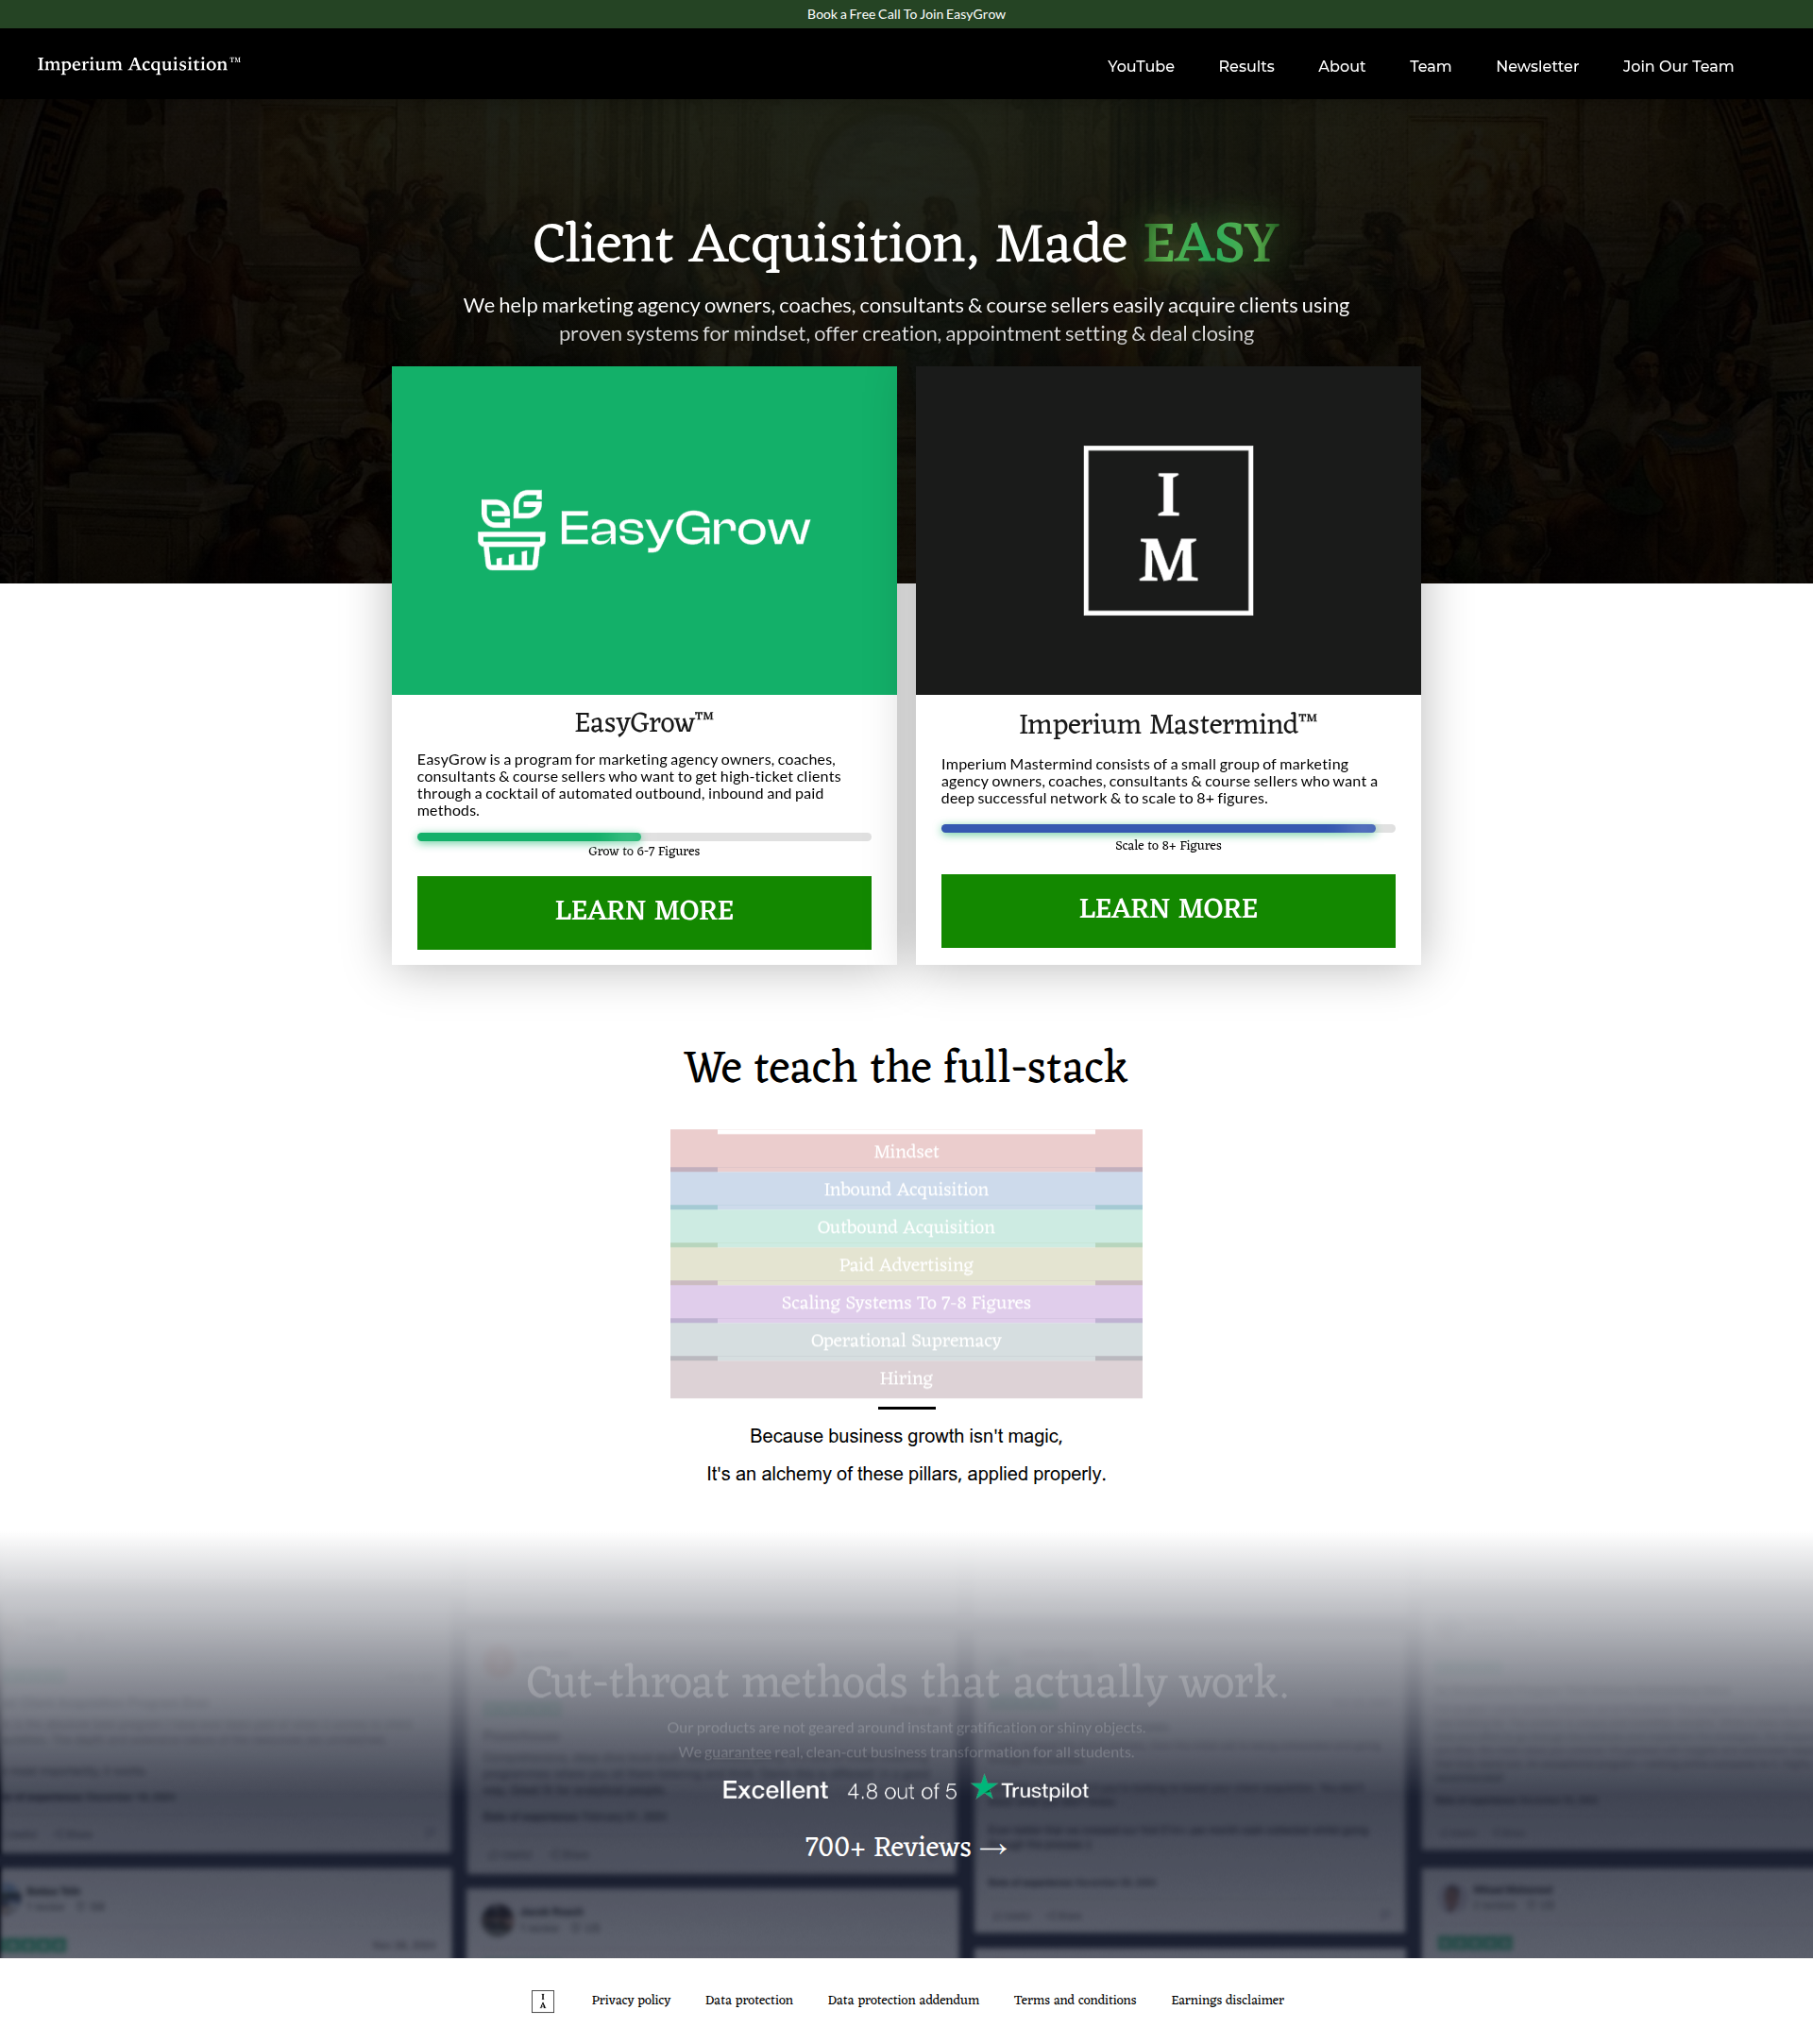 Book a Free Call To Join EasyGrow
Imperium Acquisition™
YouTube
Results
About
Team
Newsletter
Join Our Team
Client Acquisition, Made EASY
We help marketing agency owners, coaches, consultants & course sellers easily acquire clients using
proven systems for mindset, offer creation, appointment setting & deal closing
EasyGrow
I
M
EasyGrow™
EasyGrow is a program for marketing agency owners, coaches,
consultants & course sellers who want to get high-ticket clients
through a cocktail of automated outbound, inbound and paid
methods.
Grow to 6-7 Figures
LEARN MORE
Imperium Mastermind™
Imperium Mastermind consists of a small group of marketing
agency owners, coaches, consultants & course sellers who want a
deep successful network & to scale to 8+ figures.
Scale to 8+ Figures
LEARN MORE
We teach the full-stack
Mindset
Inbound Acquisition
Outbound Acquisition
Paid Advertising
Scaling Systems To 7-8 Figures
Operational Supremacy
Hiring
Because business growth isn't magic,
It's an alchemy of these pillars, applied properly.
Cut-throat methods that actually work.
Our products are not geared around instant gratification or shiny objects.
We guarantee real, clean-cut business transformation for all students.
Excellent 4.8 out of 5 Trustpilot
700+ Reviews →
I
A
Privacy policy
Data protection
Data protection addendum
Terms and conditions
Earnings disclaimer